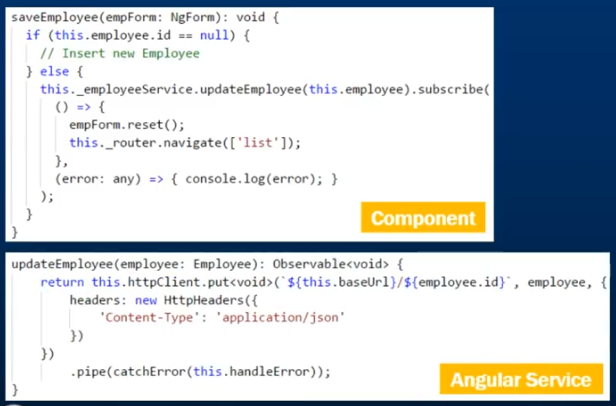 saveEmployee(empForm: NgForm): void {
if (this.employee.id == null) {
// Insert new Employee
} else {
this._employeeService.updateEmployee(this.employee).subscribe(
() => {
empForm.reset();
this._router.navigate(['list']);
},
(error: any) => { console.log(error); }
);
}
}
Component
updateEmployee(employee: Employee): Observable<void> {
return this.httpClient.put<void>(`${this.baseUrl}/${employee.id}`, employee, {
headers: new HttpHeaders({
'Content-Type': 'application/json'
})
})
.pipe(catchError(this.handleError));
}
Angular Service